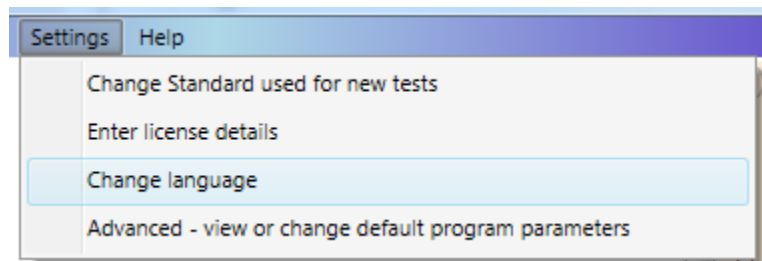 Settings Help
Change Standard used for new tests
Enter license details
Change language
Advanced - view or change default program parameters